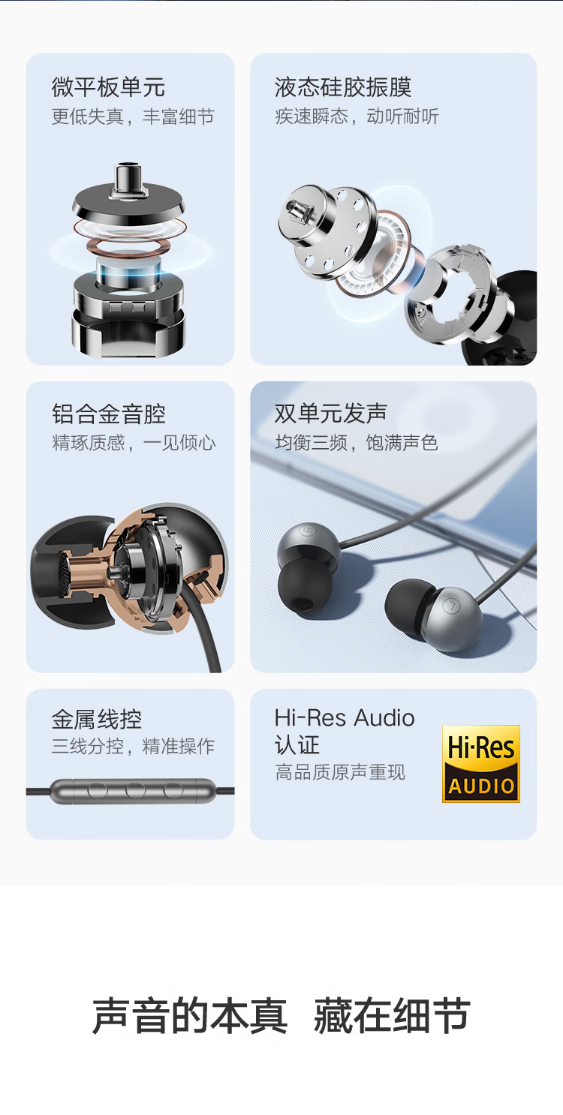 微平板单元
更低失真，丰富细节
液态硅胶振膜
疾速瞬态，动听耐听
铝合金音腔
精琢质感，一见倾心
双单元发声
均衡三频，饱满声色
金属线控
三线分控，精准操作
Hi-Res Audio
认证
高品质原声重现
Hi-Res
AUDIO
声音的本真 藏在细节